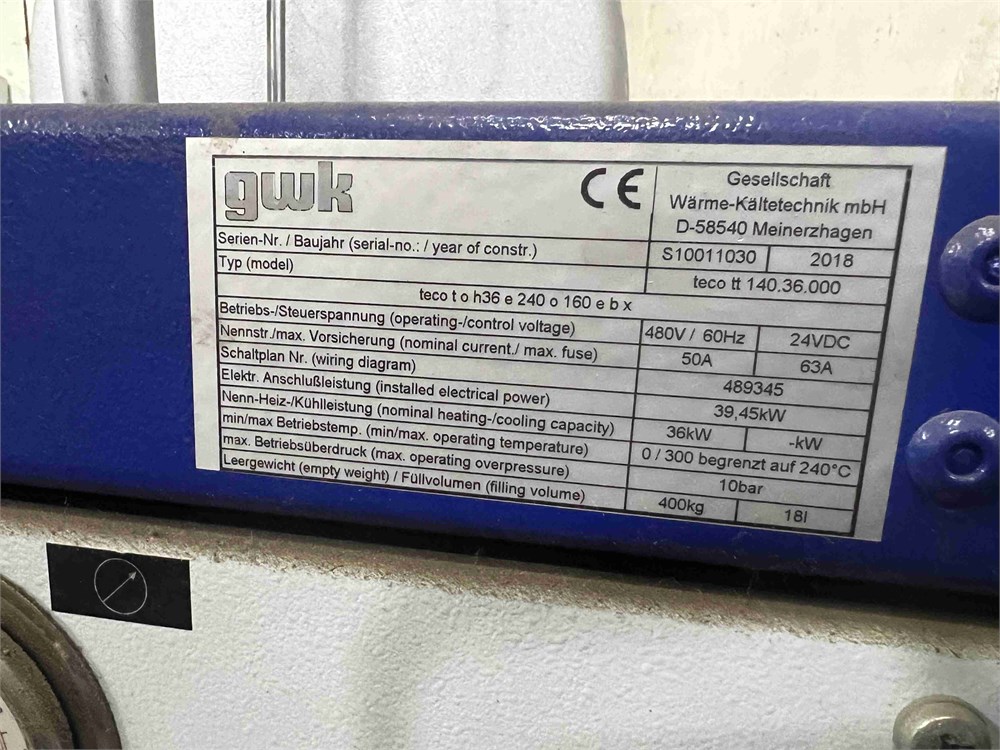 gwk
CE
Gesellschaft
Wärme-Kältetechnik mbH
D-58540 Meinerzhagen
Serien-Nr. / Baujahr (serial-no.: / year of constr.) S10011030 2018
Typ (model) teco tt 140.36.000
teco t o h36 e 240 o 160 e b x
Betriebs-/Steuerspannung (operating-/control voltage) 480V / 60Hz 24VDC
Nennstr./max. Vorsicherung (nominal current./ max. fuse) 50A 63A
Schaltplan Nr. (wiring diagram) 489345
Elektr. Anschlußleistung (installed electrical power) 39,45kW
Nenn-Heiz-/Kühlleistung (nominal heating-/cooling capacity) 36kW -kW
min/max Betriebstemp. (min/max. operating temperature) 0 / 300 begrenzt auf 240°C
max. Betriebsüberdruck (max. operating overpressure) 10bar
Leergewicht (empty weight) / Füllvolumen (filling volume) 400kg 18l